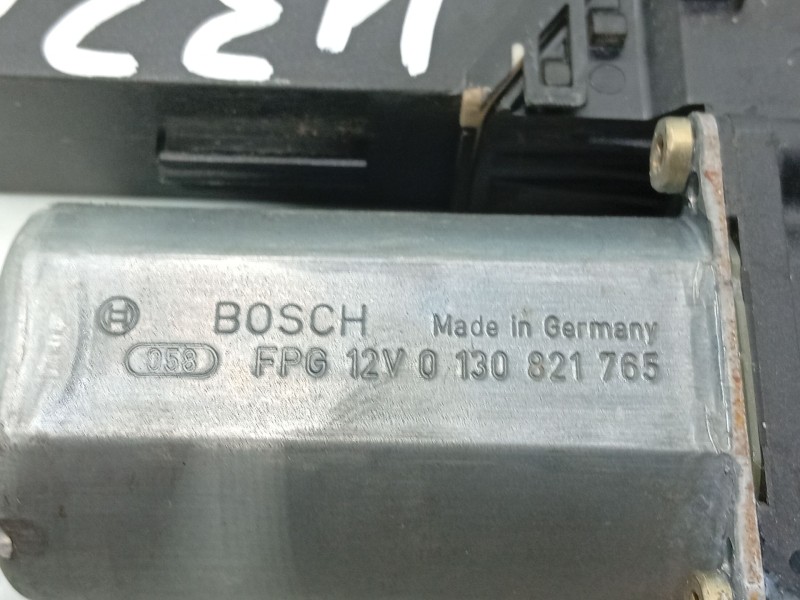 BOSCH Made in Germany
058 FPG 12V 0 130 821 765